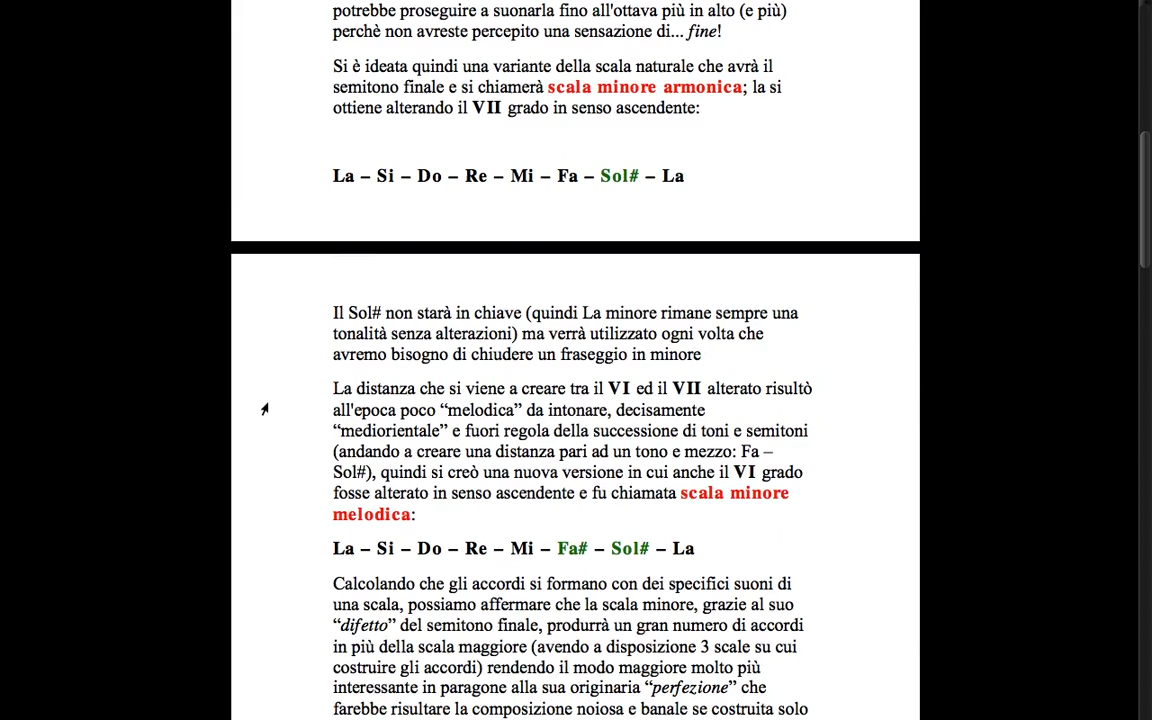 potrebbe proseguire a suonarla fino all'ottava più in alto (e più)
perchè non avreste percepito una sensazione di... fine!
Si è ideata quindi una variante della scala naturale che avrà il
semitono finale e si chiamerà scala minore armonica; la si
ottiene alterando il VII grado in senso ascendente:
La – Si – Do – Re – Mi – Fa – Sol# – La
Il Sol# non starà in chiave (quindi La minore rimane sempre una
tonalità senza alterazioni) ma verrà utilizzato ogni volta che
avremo bisogno di chiudere un fraseggio in minore
La distanza che si viene a creare tra il VI ed il VII alterato risultò
all'epoca poco “melodica” da intonare, decisamente
“mediorientale” e fuori regola della successione di toni e semitoni
(andando a creare una distanza pari ad un tono e mezzo: Fa –
Sol#), quindi si creò una nuova versione in cui anche il VI grado
fosse alterato in senso ascendente e fu chiamata scala minore
melodica:
La – Si – Do – Re – Mi – Fa# – Sol# – La
Calcolando che gli accordi si formano con dei specifici suoni di
una scala, possiamo affermare che la scala minore, grazie al suo
“difetto” del semitono finale, produrrà un gran numero di accordi
in più della scala maggiore (avendo a disposizione 3 scale su cui
costruire gli accordi) rendendo il modo maggiore molto più
interessante in paragone alla sua originaria “perfezione” che
farebbe risultare la composizione noiosa e banale se costruita solo